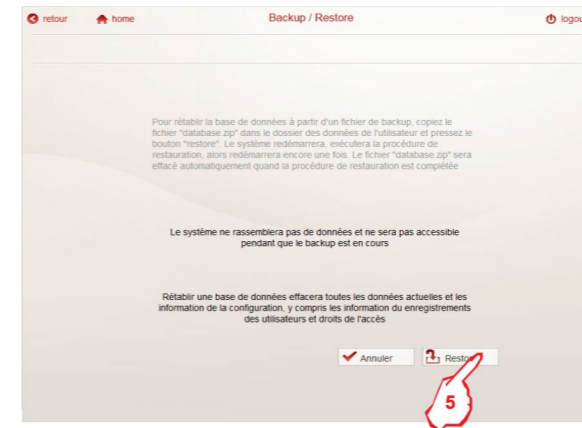 retour home Backup / Restore logou
Pour rétablir la base de données à partir d'un fichier de backup, copiez le
fichier "database.zip" dans le dossier des données de l'utilisateur et pressez le
bouton "restore". Le système redémarrera, exécutera la procédure de
restauration, alors redémarrera encore une fois. Le fichier "database.zip" sera
effacé automatiquement quand la procédure de restauration est complétée
Le système ne rassemblera pas de données et ne sera pas accessible
pendant que le backup est en cours
Rétablir une base de données effacera toutes les données actuelles et les
information de la configuration, y compris les information du enregistrements
des utilisateurs et droits de l'accès
Annuler Resto
5